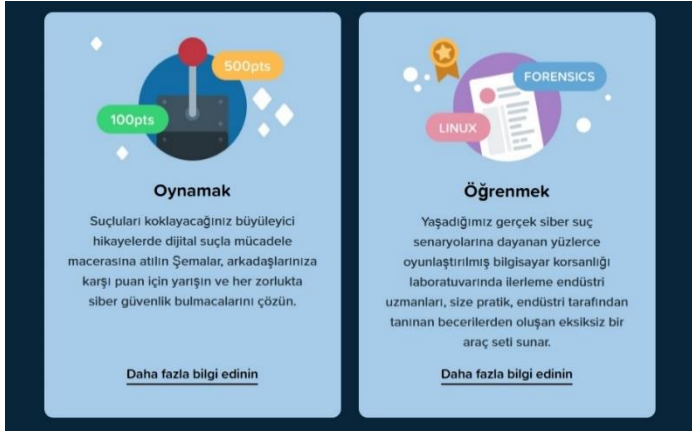 500pts
100pts
Oynamak
Suçluları koklayacağınız büyüleyici
hikayelerde dijital suçla mücadele
macerasına atılın Şemalar, arkadaşlarınıza
karşı puan için yarışın ve her zorlukta
siber güvenlik bulmacalarını çözün.
Daha fazla bilgi edinin
FORENSICS
LINUX
Öğrenmek
Yaşadığımız gerçek siber suç
senaryolarına dayanan yüzlerce
oyunlaştırılmış bilgisayar korsanlığı
laboratuvarında ilerleme endüstri
uzmanları, size pratik, endüstri tarafından
tanınan becerilerden oluşan eksiksiz bir
araç seti sunar.
Daha fazla bilgi edinin